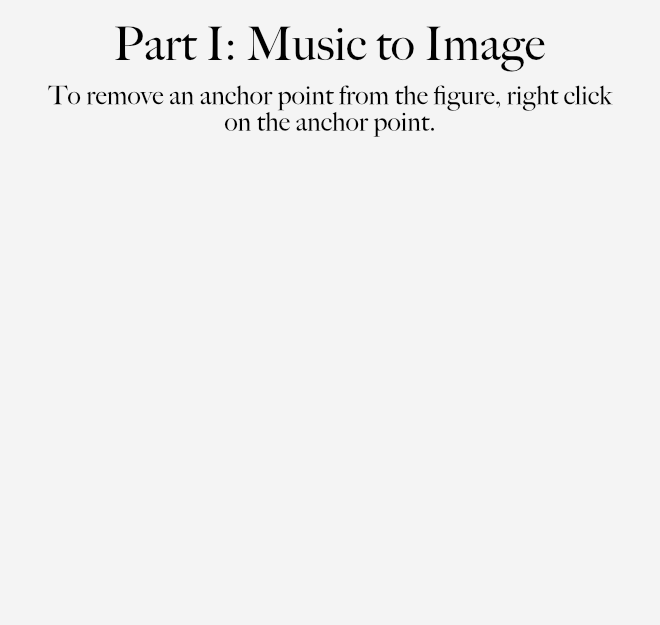 Part I: Music to Image
To remove an anchor point from the figure, right click
on the anchor point.